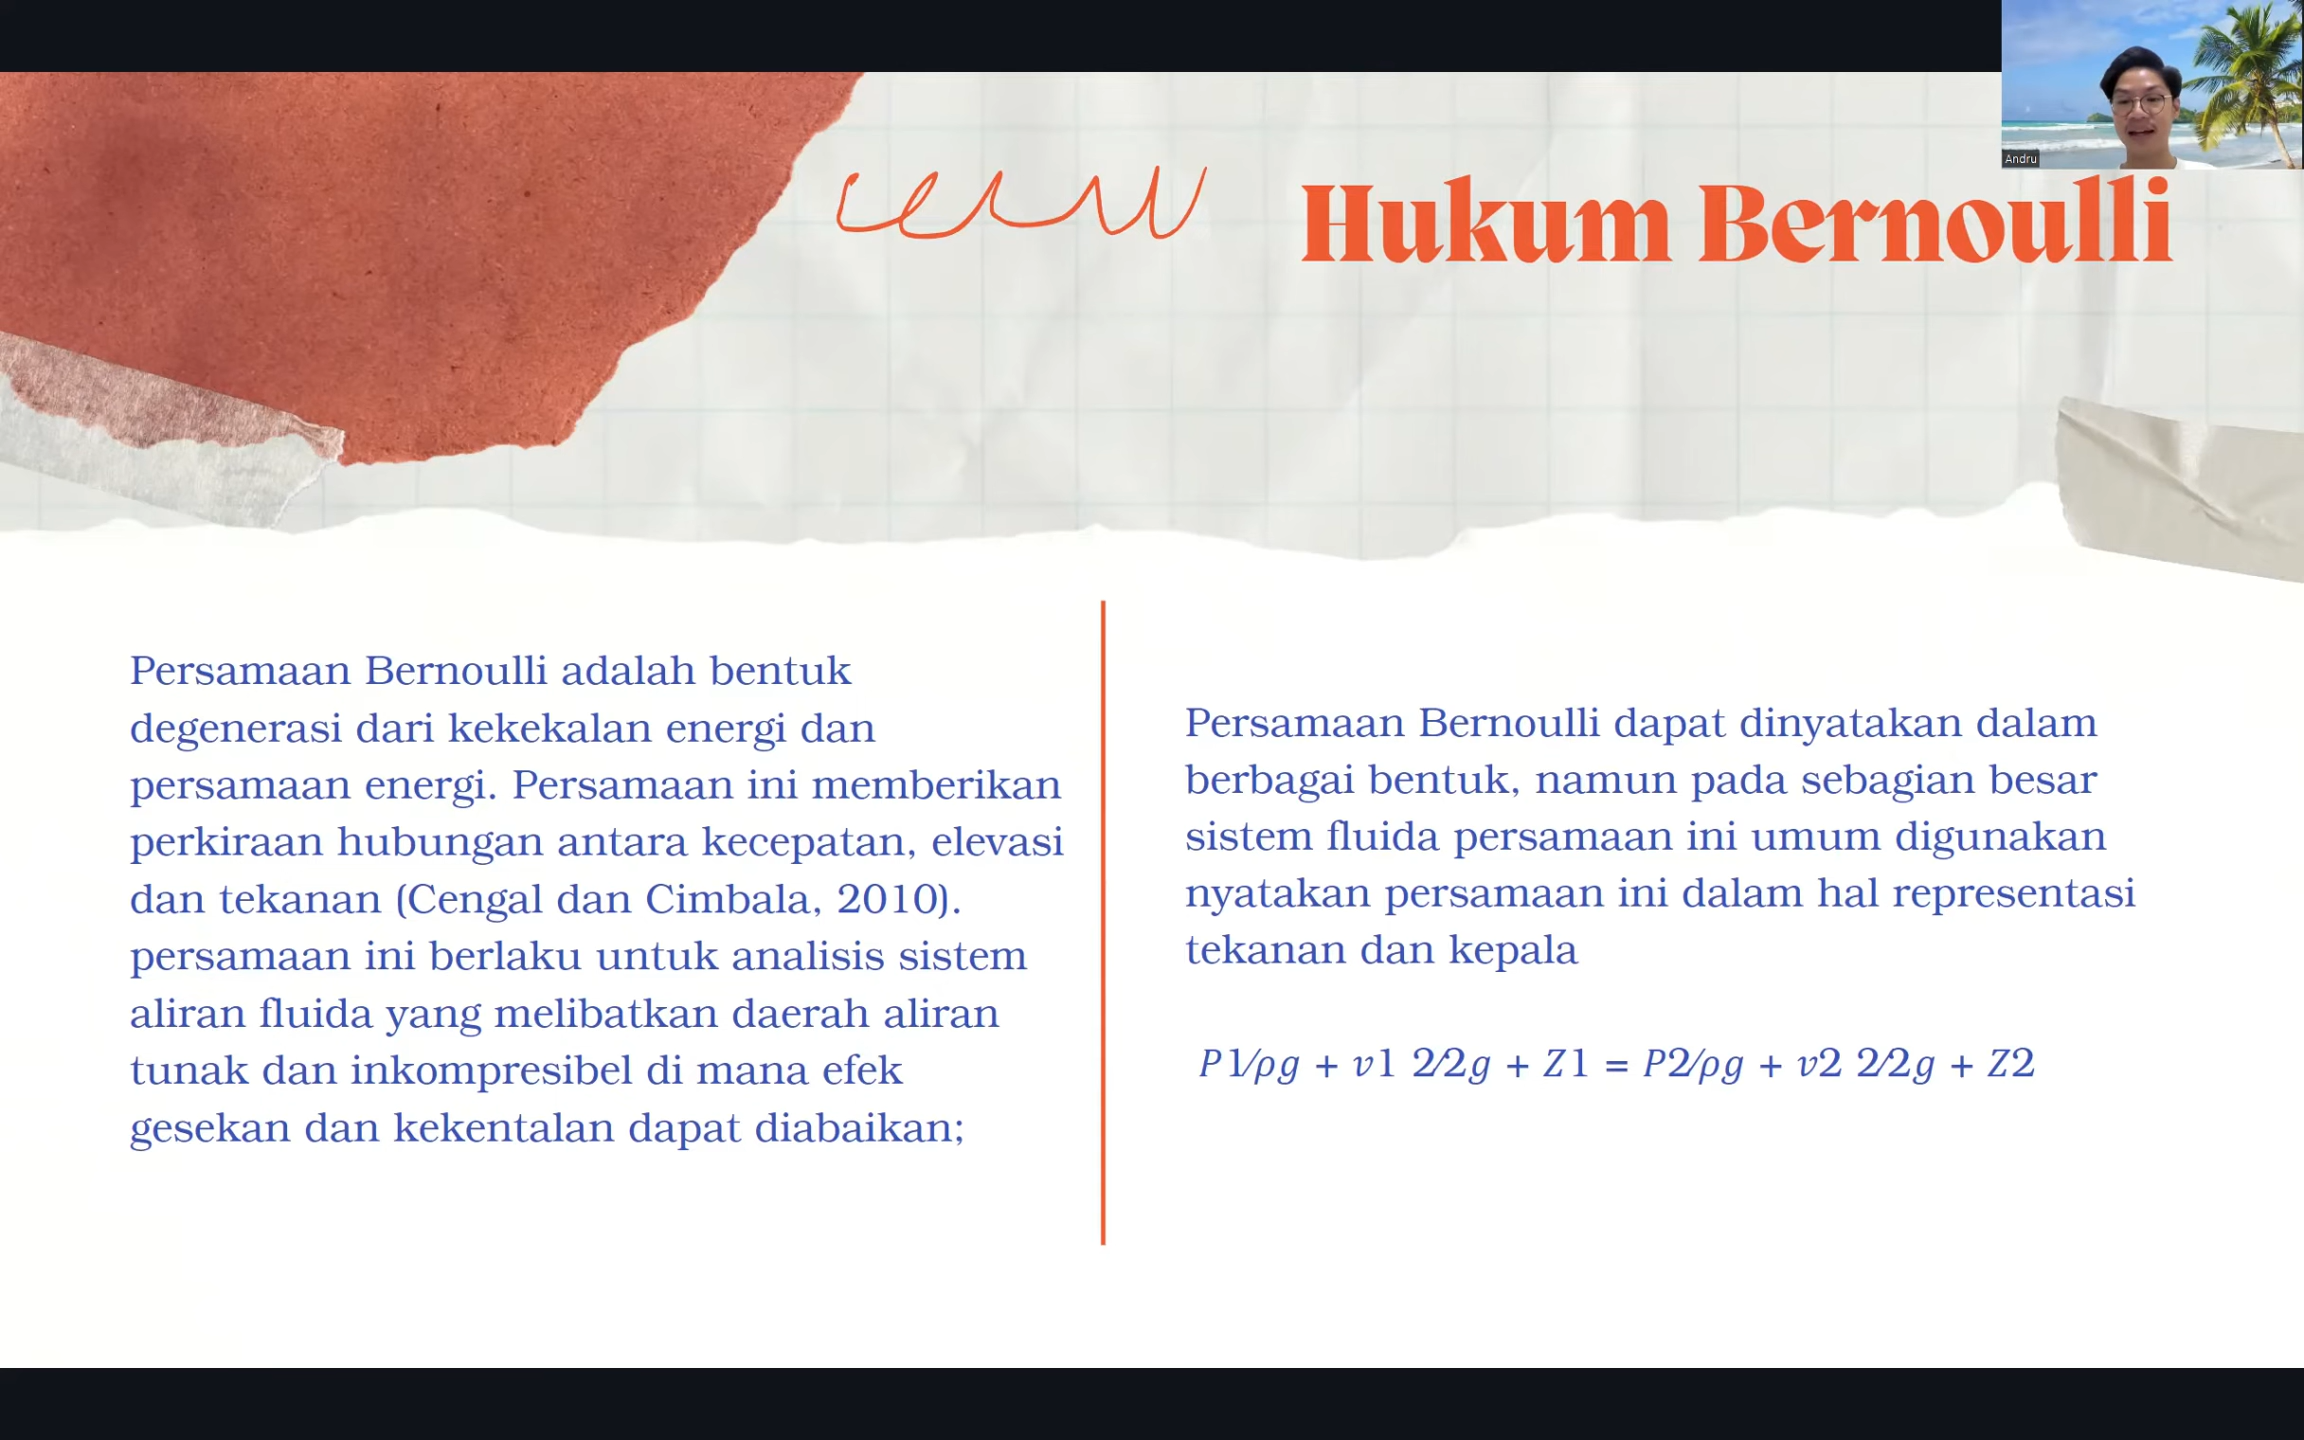 Andru
Hukum Bernoulli
Persamaan Bernoulli adalah bentuk
degenerasi dari kekekalan energi dan
persamaan energi. Persamaan ini memberikan
perkiraan hubungan antara kecepatan, elevasi
dan tekanan (Cengal dan Cimbala, 2010).
persamaan ini berlaku untuk analisis sistem
aliran fluida yang melibatkan daerah aliran
tunak dan inkompresibel di mana efek
gesekan dan kekentalan dapat diabaikan;
Persamaan Bernoulli dapat dinyatakan dalam
berbagai bentuk, namun pada sebagian besar
sistem fluida persamaan ini umum digunakan
nyatakan persamaan ini dalam hal representasi
tekanan dan kepala
𝑃1∕𝜌𝑔 + 𝑣1 2∕2𝑔 + 𝑍1 = 𝑃2∕𝜌𝑔 + 𝑣2 2∕2𝑔 + 𝑍2